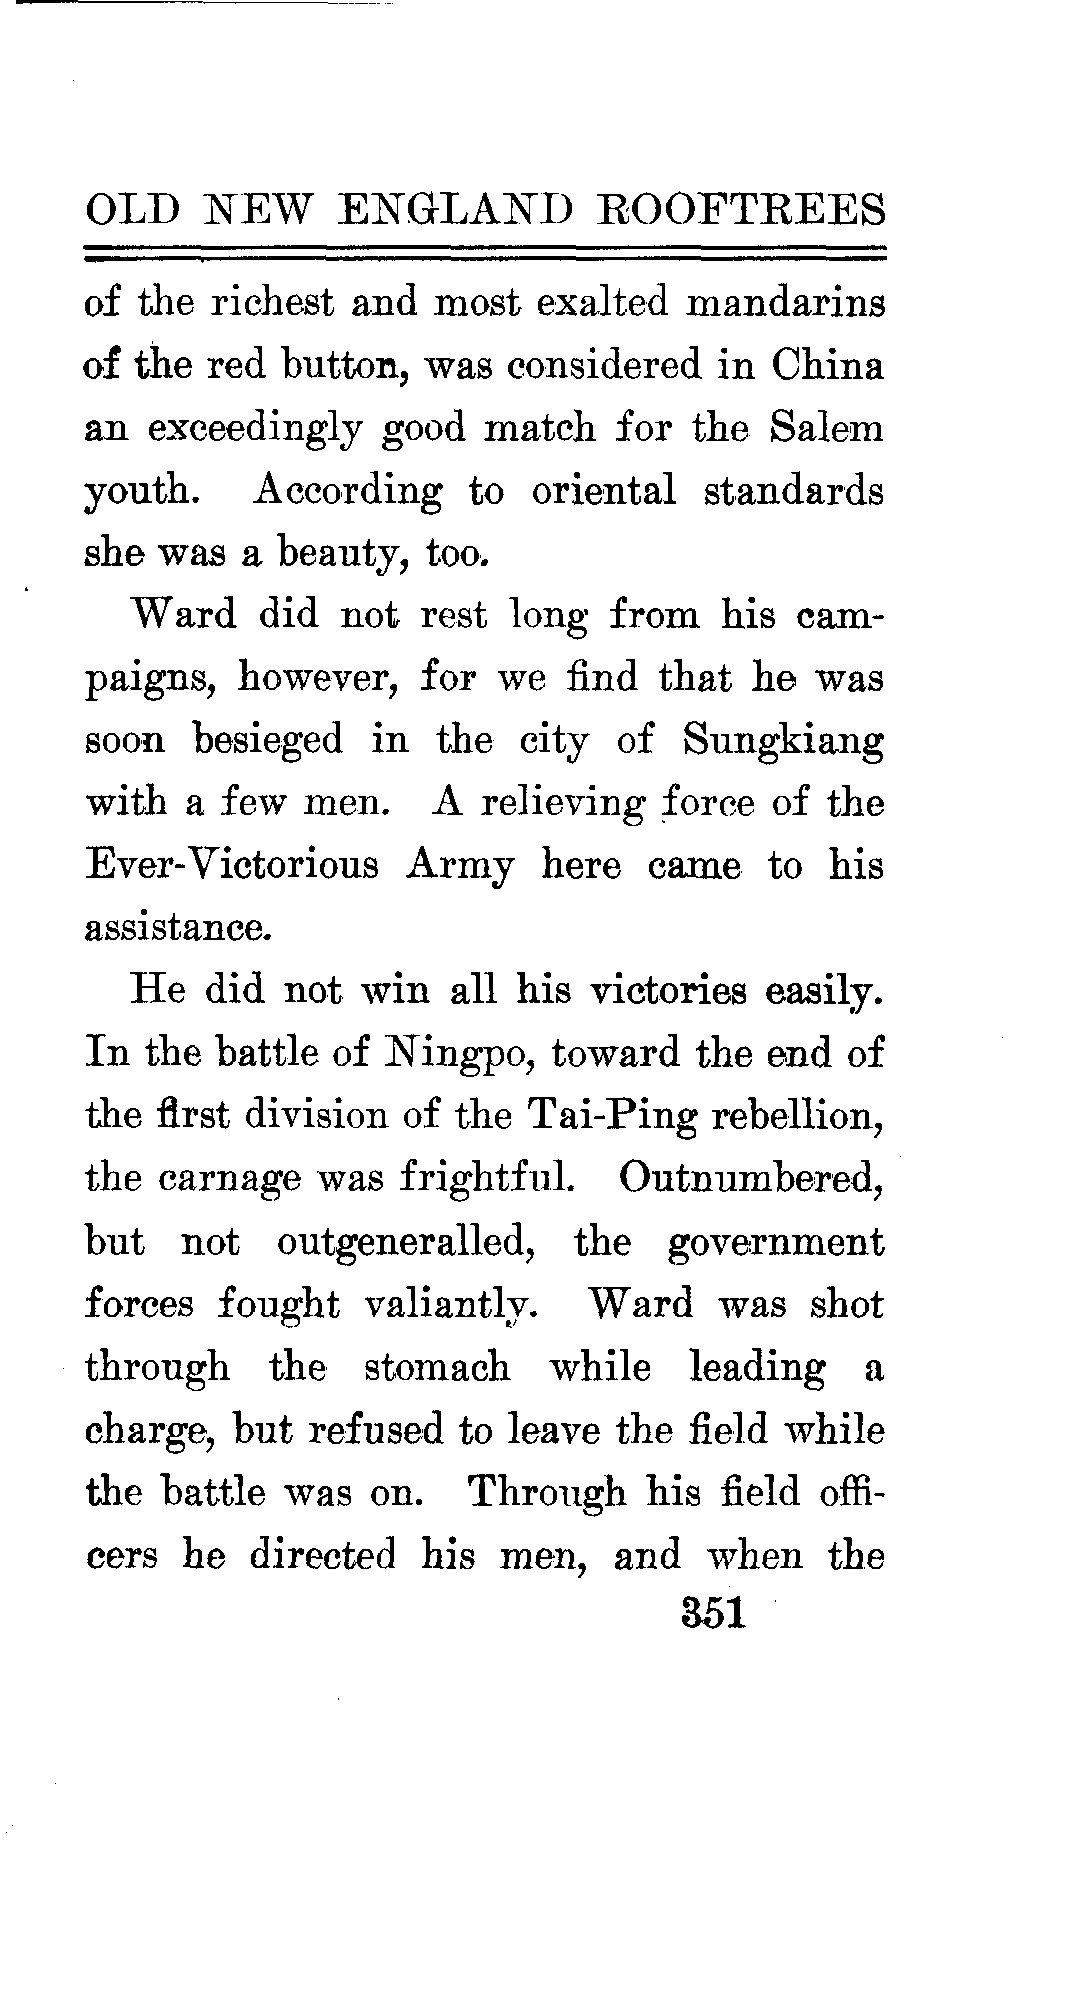 OLD NEW ENGLAND ROOFTREES
of the richest and most exalted mandarins
of the red button, was considered in China
an exceedingly good match for the Salem
youth. According to oriental standards
she was a beauty, too.
Ward did not rest long from his cam-
paigns, however, for we find that he was
soon besieged in the city of Sungkiang
with a few men. A relieving force of the
Ever-Victorious Army here came to his
assistance.
He did not win all his victories easily.
In the battle of Ningpo, toward the end of
the first division of the Tai-Ping rebellion,
the carnage was frightful. Outnumbered,
but not outgeneralled, the government
forces fought valiantly. Ward was shot
through the stomach while leading a
charge, but refused to leave the field while
the battle was on. Through his field offi-
cers he directed his men, and when the
351